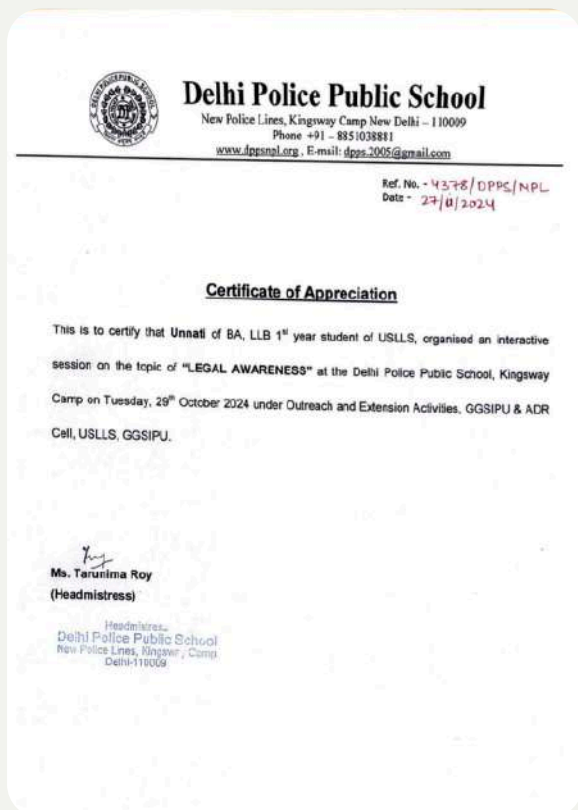 Delhi Police Public School
New Police Lines, Kingsway Camp New Delhi – 110009
Phone +91 – 8851038881
www.dppsnpl.org , E-mail: dpps.2005@gmail.com
Ref. No. - 4378/DPPS/NPL
Date - 27/11/2024
Certificate of Appreciation
This is to certify that Unnati of BA, LLB 1st year student of USLLS, organised an interactive
session on the topic of "LEGAL AWARENESS" at the Delhi Police Public School, Kingsway
Camp on Tuesday, 29th October 2024 under Outreach and Extension Activities, GGSIPU & ADR
Cell, USLLS, GGSIPU.
Ms. Tarunima Roy
(Headmistress)
Headmistress
Delhi Police Public School
New Police Lines, Kingsway, Camp
Delhi-110009